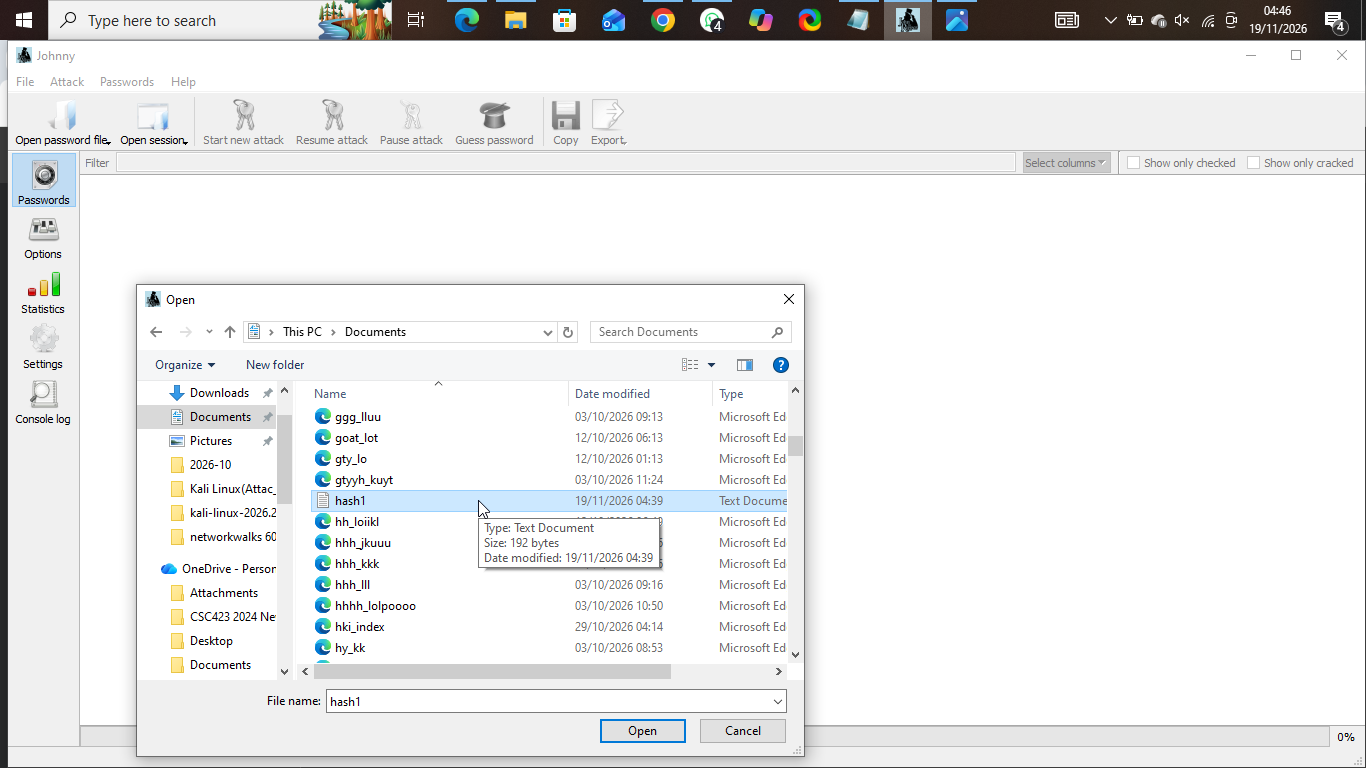 Type here to search
4
04:46
19/11/2026
4
Johnny
File Attack Passwords Help
Open password file Open session Start new attack Resume attack Pause attack Guess password Copy Export
Passwords
Options
Statistics
Settings
Console log
Filter
Select columns
Show only checked
Show only cracked
Open
This PC Documents
Search Documents
Organize New folder
?
Downloads
Documents
Pictures
2026-10
Kali Linux(Attac_
kali-linux-2026.2
networkwalks 60
OneDrive - Person
Attachments
CSC423 2024 Ne
Desktop
Documents
Name Date modified Type
ggg_lluu 03/10/2026 09:13 Microsoft Ed
goat_lot 12/10/2026 06:13 Microsoft Ed
gty_lo 12/10/2026 01:13 Microsoft Ed
gtyyh_kuyt 03/10/2026 11:24 Microsoft Ed
hash1 19/11/2026 04:39 Text Docume
hh_loiikl Microsoft Ed
hhh_jkuuu Microsoft Ed
hhh_kkk Microsoft Ed
hhh_lll 03/10/2026 09:16 Microsoft Ed
hhhh_lolpoooo 03/10/2026 10:50 Microsoft Ed
hki_index 29/10/2026 04:14 Microsoft Ed
hy_kk 03/10/2026 08:53 Microsoft Ed
Type: Text Document
Size: 192 bytes
Date modified: 19/11/2026 04:39
File name: hash1
Open Cancel
0%